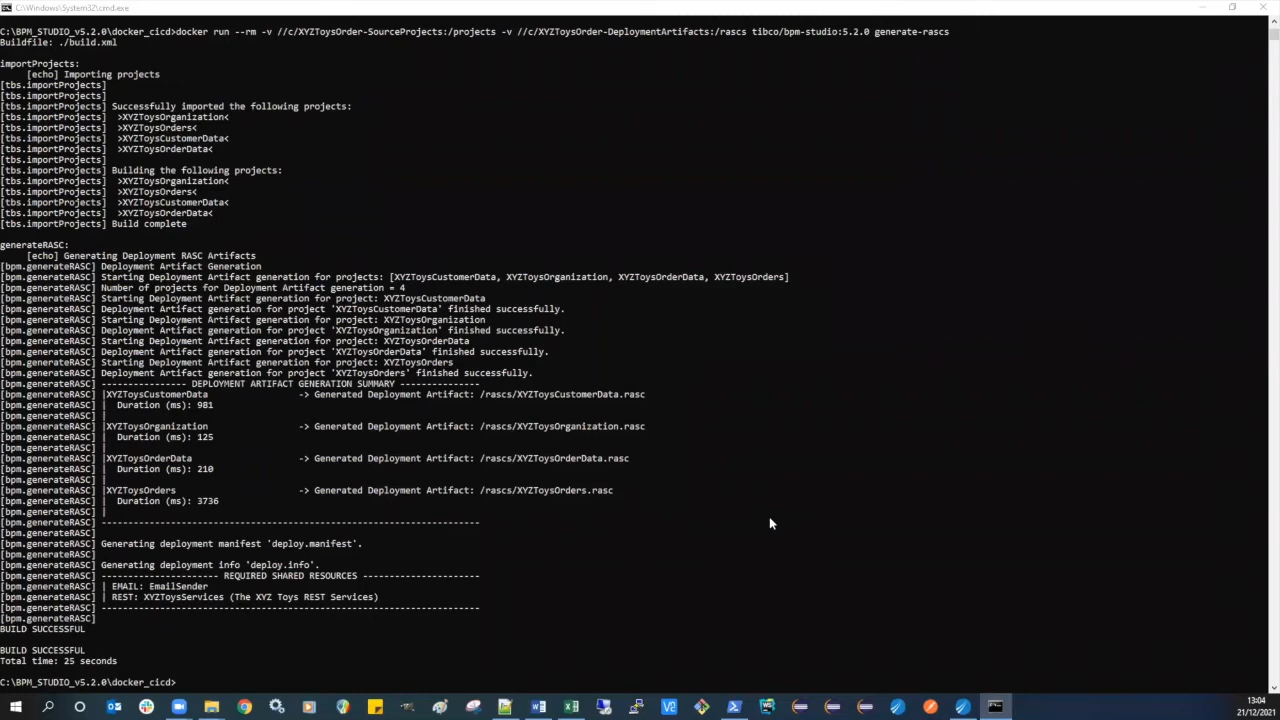 C:\Windows\System32\cmd.exe
C:\BPM_STUDIO_v5.2.0\docker_cicd>docker run --rm -v //c/XYZToysOrder-SourceProjects:/projects -v //c/XYZToysOrder-DeploymentArtifacts:/rascs tibco/bpm-studio:5.2.0 generate-rascs
Buildfile: ./build.xml
importProjects:
[echo] Importing projects
[tbs.importProjects]
[tbs.importProjects]
[tbs.importProjects] Successfully imported the following projects:
[tbs.importProjects] >XYZToysOrganization<
[tbs.importProjects] >XYZToysOrders<
[tbs.importProjects] >XYZToysCustomerData<
[tbs.importProjects] >XYZToysOrderData<
[tbs.importProjects]
[tbs.importProjects] Building the following projects:
[tbs.importProjects] >XYZToysOrganization<
[tbs.importProjects] >XYZToysOrders<
[tbs.importProjects] >XYZToysCustomerData<
[tbs.importProjects] >XYZToysOrderData<
[tbs.importProjects] Build complete
generateRASC:
[echo] Generating Deployment RASC Artifacts
[bpm.generateRASC] Deployment Artifact Generation
[bpm.generateRASC] Starting Deployment Artifact generation for projects: [XYZToysCustomerData, XYZToysOrganization, XYZToysOrderData, XYZToysOrders]
[bpm.generateRASC] Number of projects for Deployment Artifact generation = 4
[bpm.generateRASC] Starting Deployment Artifact generation for project: XYZToysCustomerData
[bpm.generateRASC] Deployment Artifact generation for project 'XYZToysCustomerData' finished successfully.
[bpm.generateRASC] Starting Deployment Artifact generation for project: XYZToysOrganization
[bpm.generateRASC] Deployment Artifact generation for project 'XYZToysOrganization' finished successfully.
[bpm.generateRASC] Starting Deployment Artifact generation for project: XYZToysOrderData
[bpm.generateRASC] Deployment Artifact generation for project 'XYZToysOrderData' finished successfully.
[bpm.generateRASC] Starting Deployment Artifact generation for project: XYZToysOrders
[bpm.generateRASC] Deployment Artifact generation for project 'XYZToysOrders' finished successfully.
[bpm.generateRASC] ---------------- DEPLOYMENT ARTIFACT GENERATION SUMMARY ---------------
[bpm.generateRASC] |XYZToysCustomerData -> Generated Deployment Artifact: /rascs/XYZToysCustomerData.rasc
[bpm.generateRASC] | Duration (ms): 981
[bpm.generateRASC] |
[bpm.generateRASC] |XYZToysOrganization -> Generated Deployment Artifact: /rascs/XYZToysOrganization.rasc
[bpm.generateRASC] | Duration (ms): 125
[bpm.generateRASC] |
[bpm.generateRASC] |XYZToysOrderData -> Generated Deployment Artifact: /rascs/XYZToysOrderData.rasc
[bpm.generateRASC] | Duration (ms): 210
[bpm.generateRASC] |
[bpm.generateRASC] |XYZToysOrders -> Generated Deployment Artifact: /rascs/XYZToysOrders.rasc
[bpm.generateRASC] | Duration (ms): 3736
[bpm.generateRASC] |
[bpm.generateRASC] -----------------------------------------------------------------------
[bpm.generateRASC]
[bpm.generateRASC] Generating deployment manifest 'deploy.manifest'.
[bpm.generateRASC]
[bpm.generateRASC] Generating deployment info 'deploy.info'.
[bpm.generateRASC] ---------------------- REQUIRED SHARED RESOURCES ----------------------
[bpm.generateRASC] | EMAIL: EmailSender
[bpm.generateRASC] | REST: XYZToysServices (The XYZ Toys REST Services)
[bpm.generateRASC] -----------------------------------------------------------------------
[bpm.generateRASC]
BUILD SUCCESSFUL
BUILD SUCCESSFUL
Total time: 25 seconds
C:\BPM_STUDIO_v5.2.0\docker_cicd>
13:04
21/12/2021